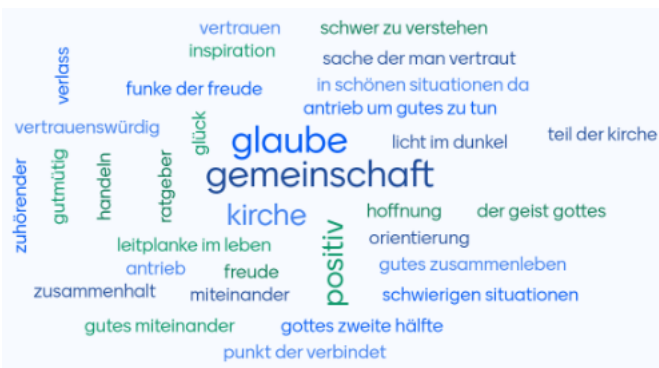 vertrauen
schwer zu verstehen
inspiration
sache der man vertraut
verlass
funke der freude
in schönen situationen da
antrieb um gutes zu tun
vertrauenswürdig
glück
glaube
licht im dunkel
teil der kirche
zuhörender
gutmütig
handeln
ratgeber
gemeinschaft
kirche
hoffnung
der geist gottes
positiv
orientierung
leitplanke im leben
antrieb
freude
gutes zusammenleben
zusammenhalt
miteinander
schwierigen situationen
gutes miteinander
gottes zweite hälfte
punkt der verbindet